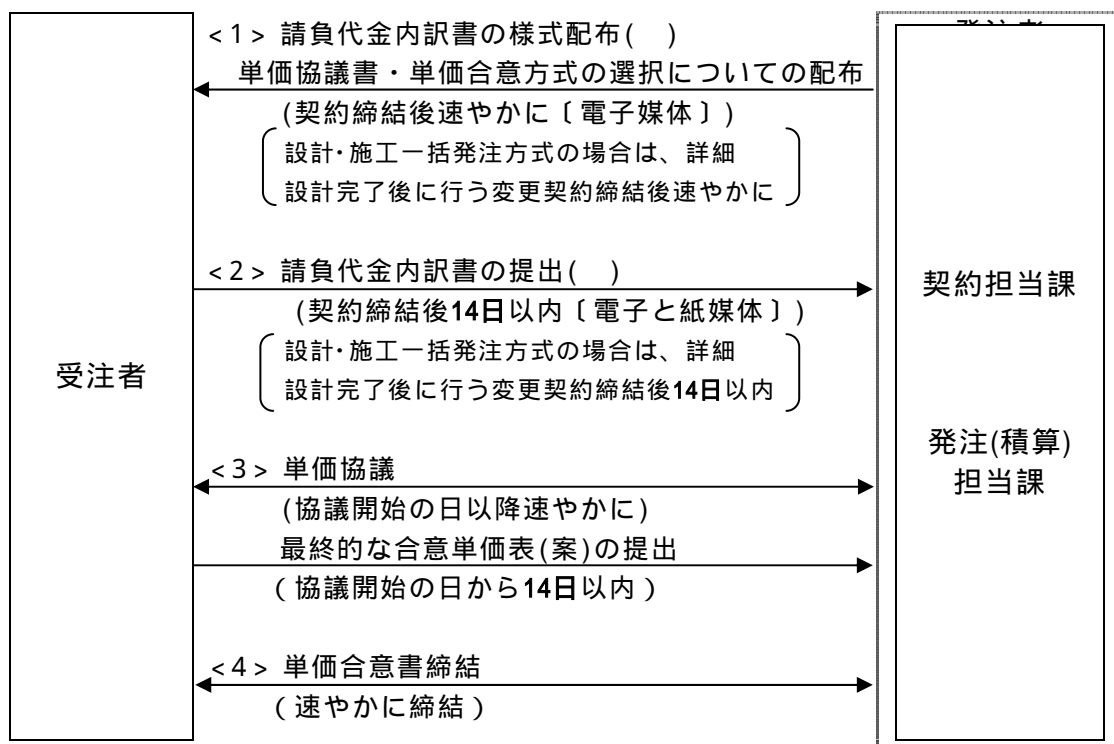 <1> 請負代金内訳書の様式配布( )
単価協議書・単価合意方式の選択についての配布
(契約締結後速やかに〔電子媒体〕)
設計・施工一括発注方式の場合は、詳細
設計完了後に行う変更契約締結後速やかに
<2> 請負代金内訳書の提出( )
(契約締結後14日以内〔電子と紙媒体〕)
設計・施工一括発注方式の場合は、詳細
設計完了後に行う変更契約締結後14日以内
<3> 単価協議
(協議開始の日以降速やかに)
最終的な合意単価表(案)の提出
(協議開始の日から14日以内)
<4> 単価合意書締結
(速やかに締結)
受注者
契約担当課
発注(積算)
担当課